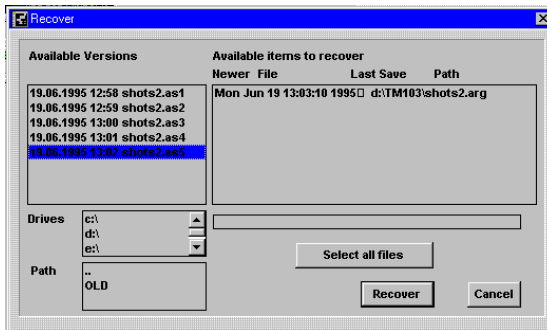 Recover
Available Versions
Available items to recover
Newer File Last Save Path
19.06.1995 12:58 shots2.as1
19.06.1995 12:59 shots2.as2
19.06.1995 13:00 shots2.as3
19.06.1995 13:01 shots2.as4
19.06.1995 13:02 shots2.as5
Mon Jun 19 13:03:10 1995 d:\TM103\shots2.arg
Drives
c:\
d:\
e:\
Path
..
OLD
Select all files
Recover
Cancel